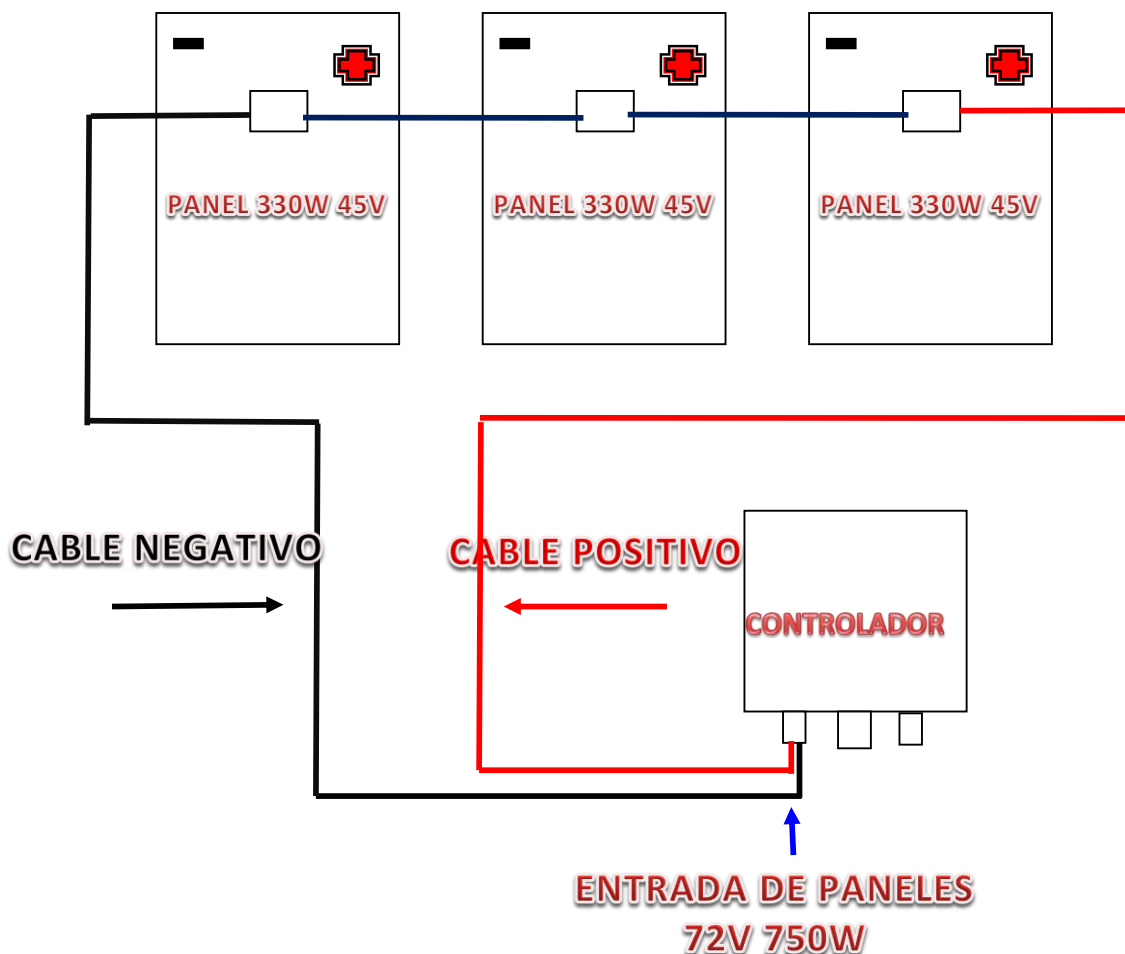 PANEL 330W 45V
PANEL 330W 45V
PANEL 330W 45V
CABLE NEGATIVO
CABLE POSITIVO
CONTROLADOR
ENTRADA DE PANELES
72V 750W